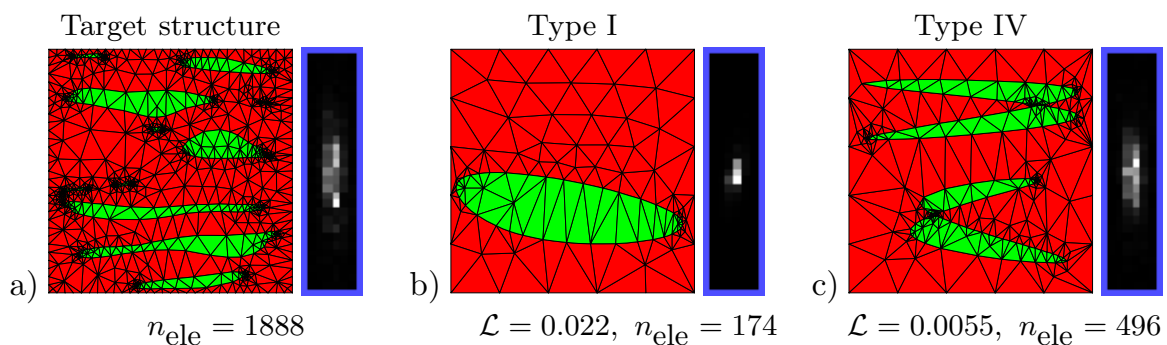 Target structure
Type I
Type IV
a)
b)
c)
n_ele = 1888
ℒ = 0.022, n_ele = 174
ℒ = 0.0055, n_ele = 496